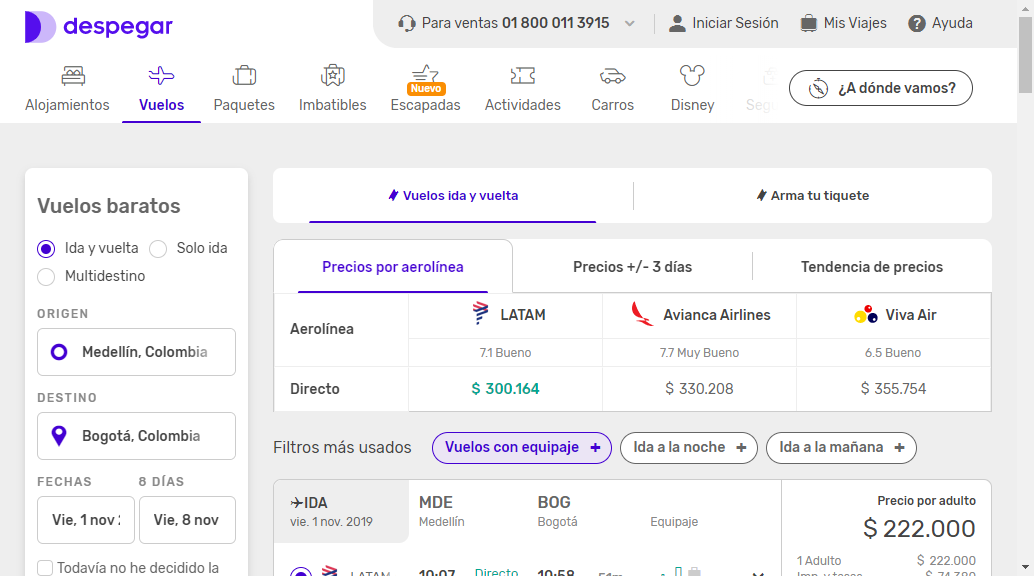 despegar
Para ventas 01 800 011 3915
Iniciar Sesión
Mis Viajes
Ayuda
Alojamientos
Vuelos
Paquetes
Imbatibles
Nuevo
Escapadas
Actividades
Carros
Disney
¿A dónde vamos?
Vuelos baratos
Ida y vuelta
Solo ida
Multidestino
ORIGEN
Medellín, Colombia
DESTINO
Bogotá, Colombia
FECHAS
8 DÍAS
Vie, 1 nov
Vie, 8 nov
Todavía no he decidido la
Vuelos ida y vuelta
Arma tu tiquete
Precios por aerolínea
Precios +/- 3 días
Tendencia de precios
Aerolínea
LATAM
Avianca Airlines
Viva Air
7.1 Bueno
7.7 Muy Bueno
6.5 Bueno
Directo
$ 300.164
$ 330.208
$ 355.754
Filtros más usados
Vuelos con equipaje +
Ida a la noche +
Ida a la mañana +
IDA
vie. 1 nov. 2019
MDE
Medellín
BOG
Bogotá
Equipaje
LATAM
10:07
Directo
10:58
51m
Precio por adulto
$ 222.000
1 Adulto
$ 222.000
Imp. y tasas
$ 74.380